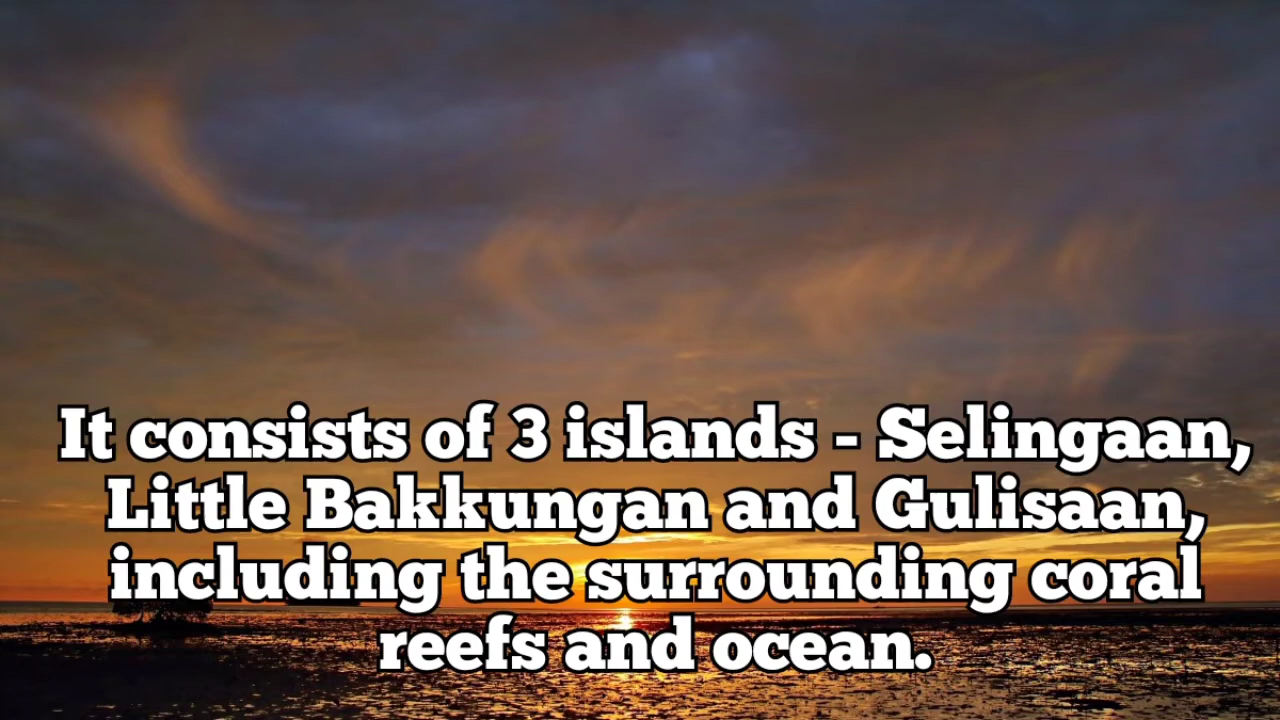 It consists of 3 islands - Selingaan,
Little Bakkungan and Gulisaan,
including the surrounding coral
reefs and ocean.